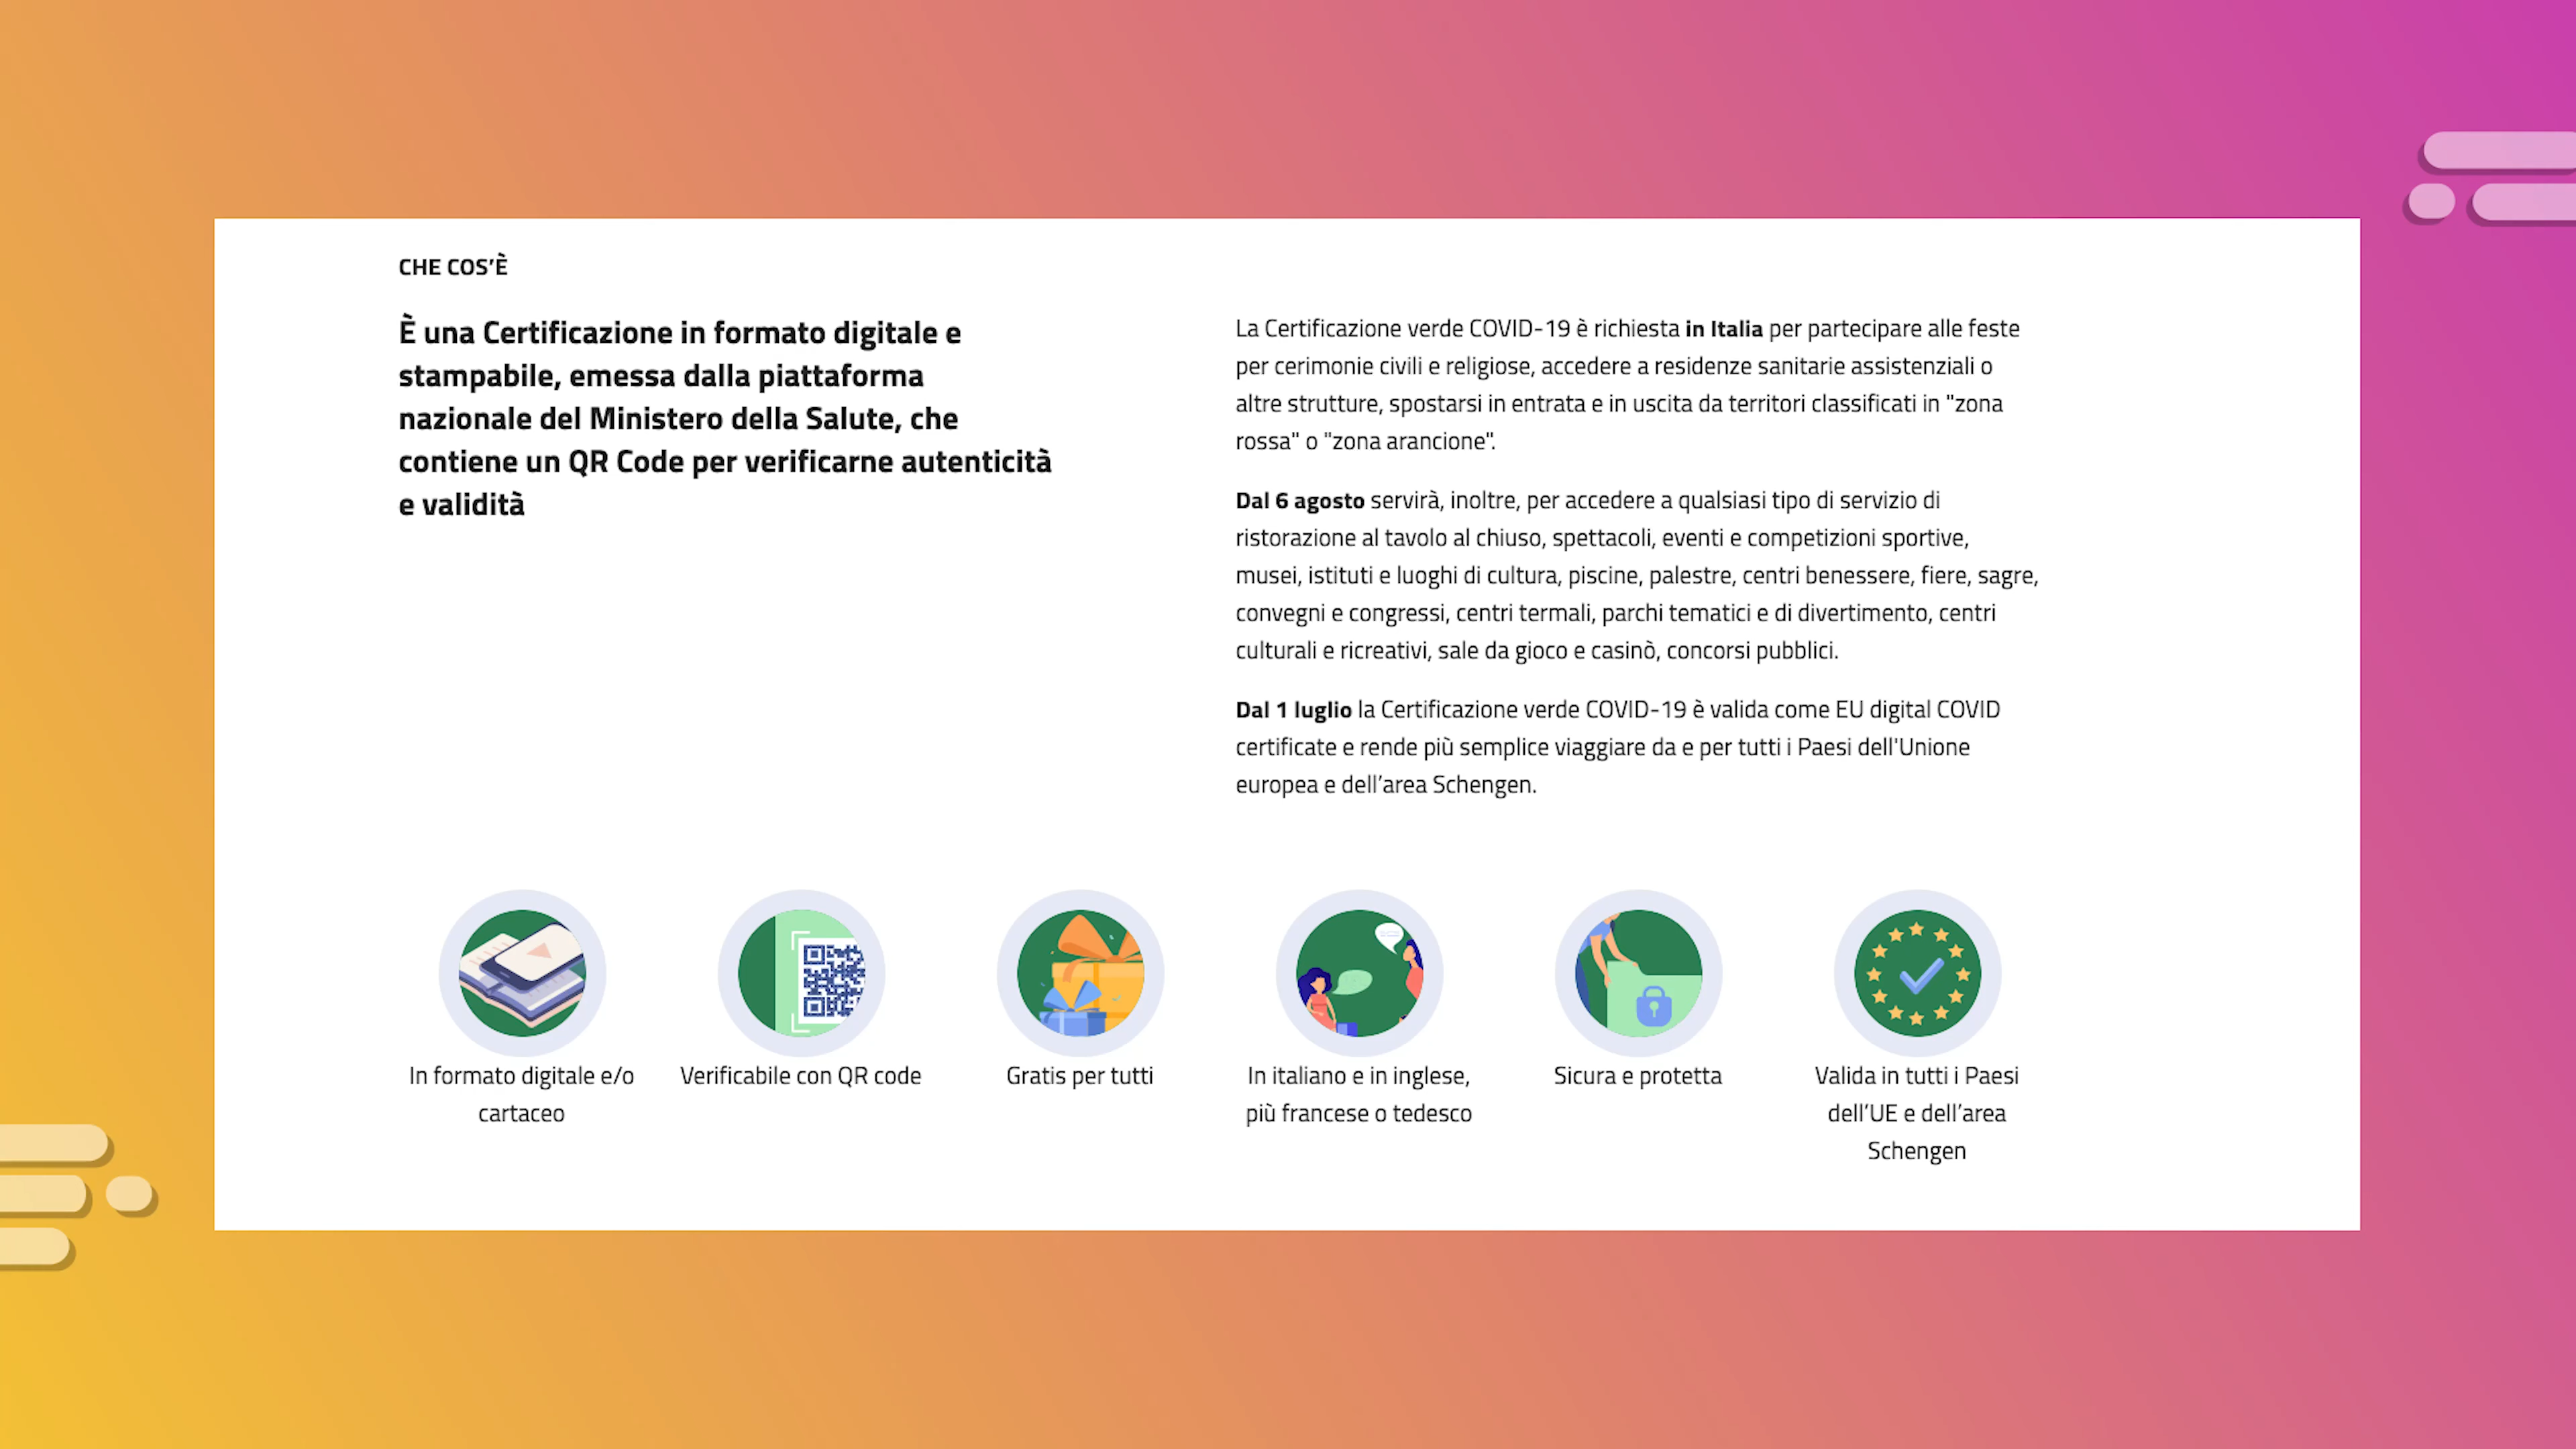 CHE COS’È
È una Certificazione in formato digitale e
stampabile, emessa dalla piattaforma
nazionale del Ministero della Salute, che
contiene un QR Code per verificarne autenticità
e validità
La Certificazione verde COVID-19 è richiesta in Italia per partecipare alle feste
per cerimonie civili e religiose, accedere a residenze sanitarie assistenziali o
altre strutture, spostarsi in entrata e in uscita da territori classificati in "zona
rossa" o "zona arancione".
Dal 6 agosto servirà, inoltre, per accedere a qualsiasi tipo di servizio di
ristorazione al tavolo al chiuso, spettacoli, eventi e competizioni sportive,
musei, istituti e luoghi di cultura, piscine, palestre, centri benessere, fiere, sagre,
convegni e congressi, centri termali, parchi tematici e di divertimento, centri
culturali e ricreativi, sale da gioco e casinò, concorsi pubblici.
Dal 1 luglio la Certificazione verde COVID-19 è valida come EU digital COVID
certificate e rende più semplice viaggiare da e per tutti i Paesi dell'Unione
europea e dell’area Schengen.
In formato digitale e/o
cartaceo
Verificabile con QR code
Gratis per tutti
In italiano e in inglese,
più francese o tedesco
Sicura e protetta
Valida in tutti i Paesi
dell’UE e dell’area
Schengen